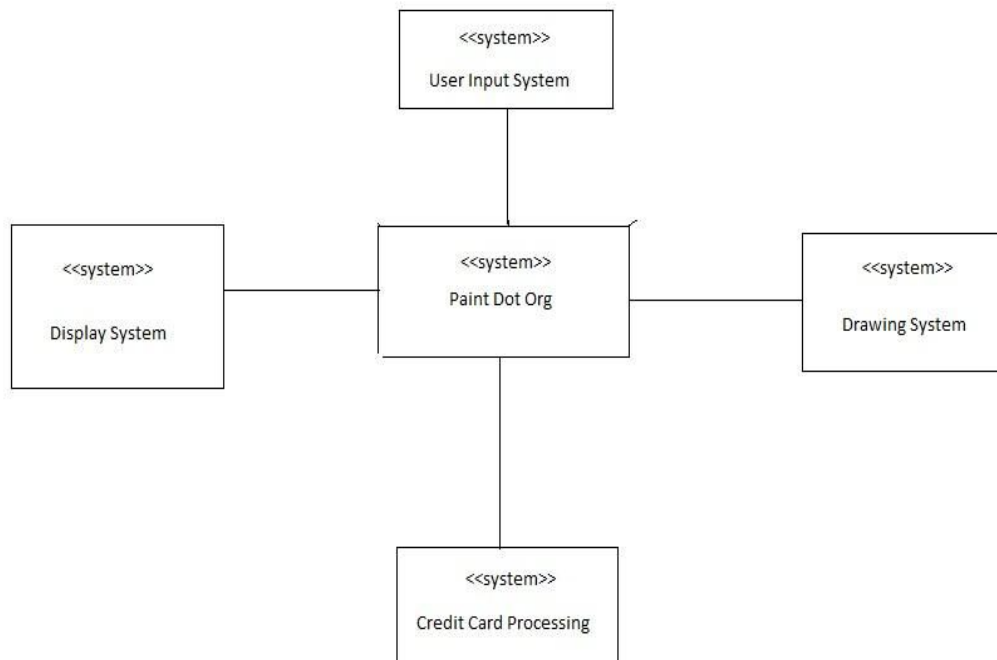 <<system>>
User Input System
<<system>>
Display System
<<system>>
Paint Dot Org
<<system>>
Drawing System
<<system>>
Credit Card Processing